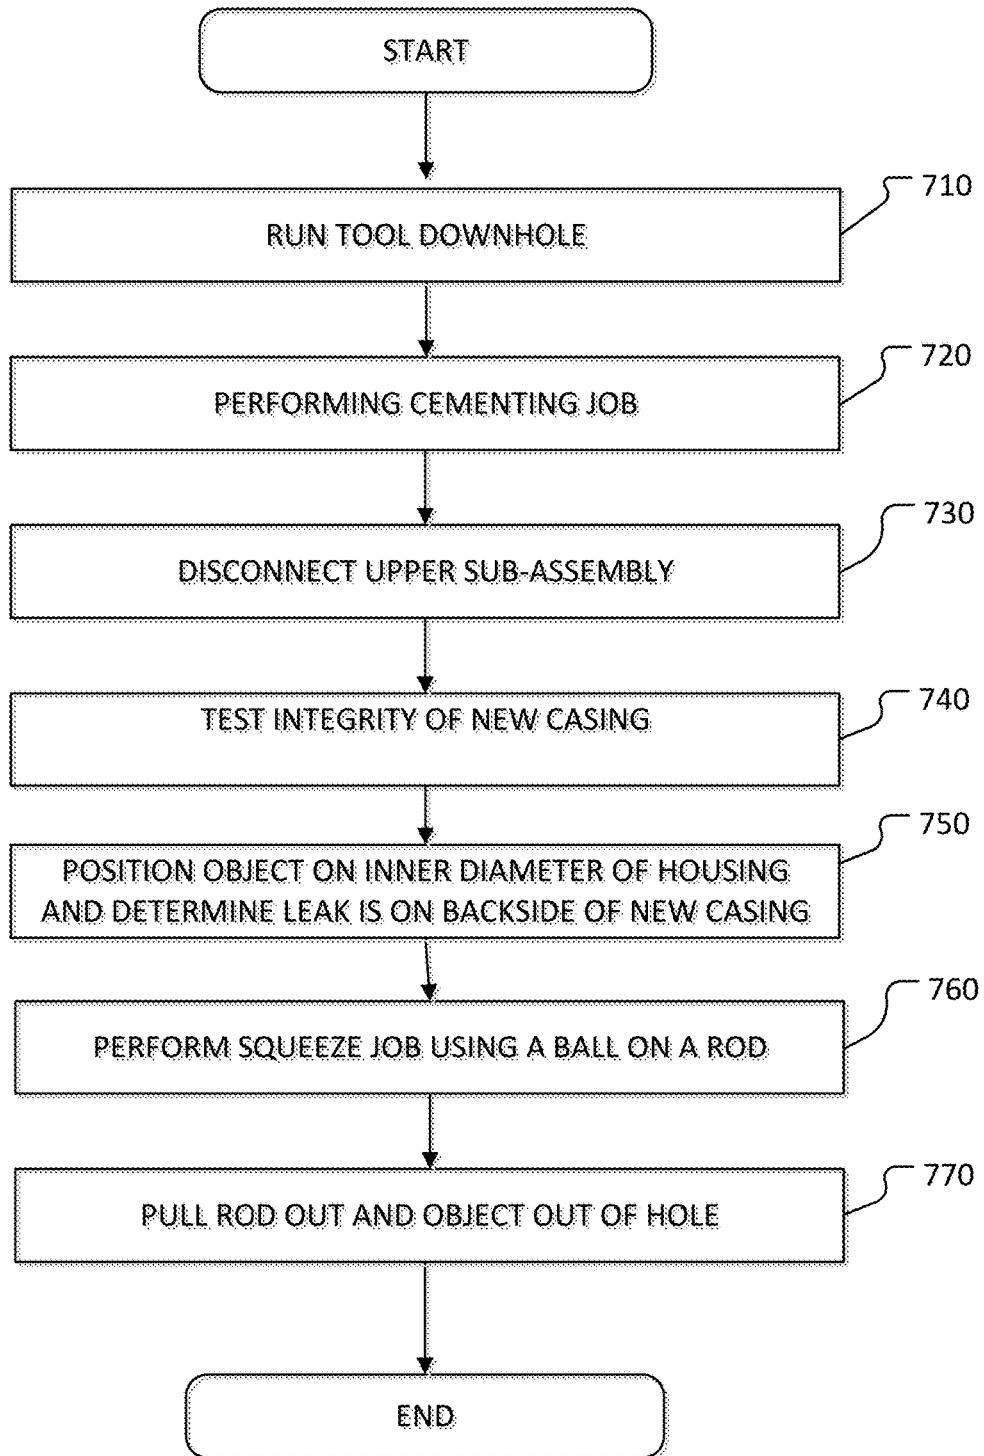 START
710
RUN TOOL DOWNHOLE
720
PERFORMING CEMENTING JOB
730
DISCONNECT UPPER SUB-ASSEMBLY
740
TEST INTEGRITY OF NEW CASING
750
POSITION OBJECT ON INNER DIAMETER OF HOUSING
AND DETERMINE LEAK IS ON BACKSIDE OF NEW CASING
760
PERFORM SQUEEZE JOB USING A BALL ON A ROD
770
PULL ROD OUT AND OBJECT OUT OF HOLE
END